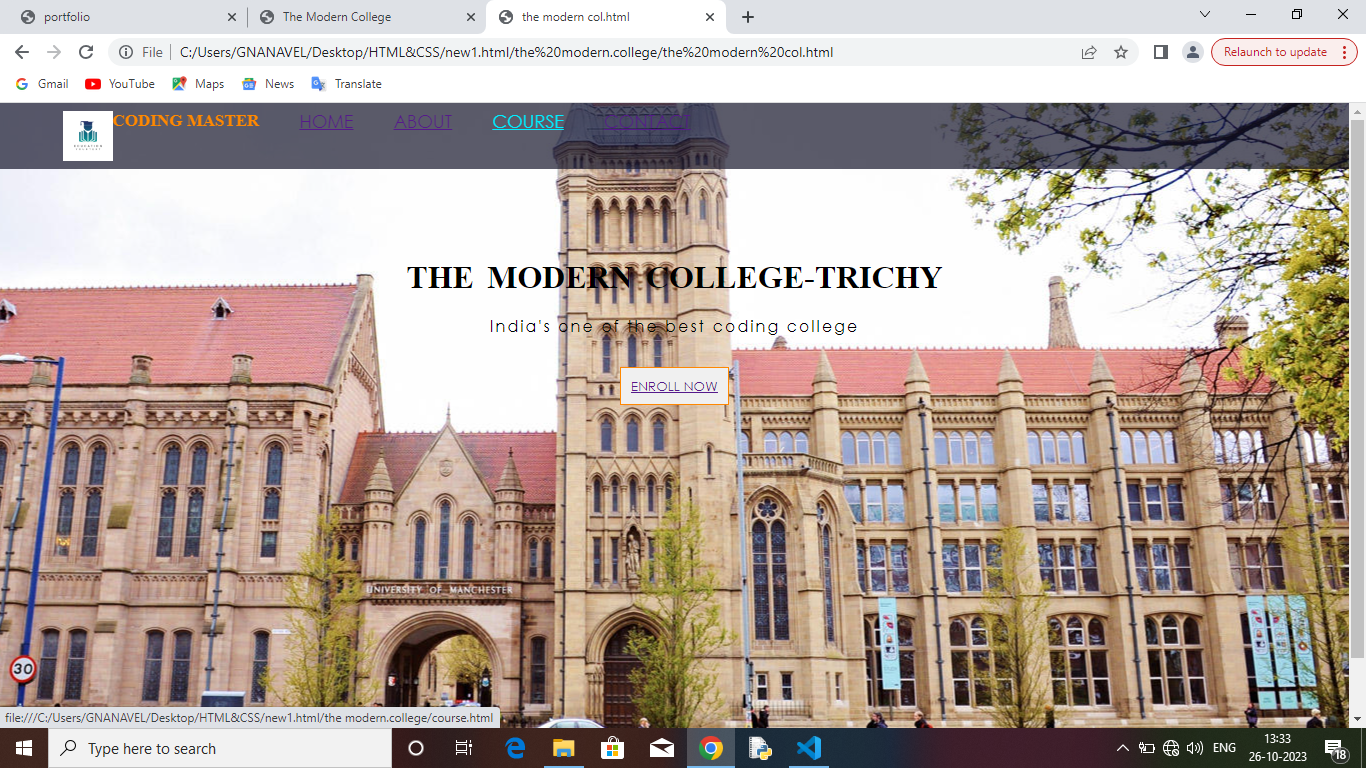 portfolio
The Modern College
the modern col.html
File
C:/Users/GNANAVEL/Desktop/HTML&CSS/new1.html/the%20modern.college/the%20modern%20col.html
Relaunch to update
Gmail
YouTube
Maps
News
Translate
CODING MASTER
HOME
ABOUT
COURSE
CONTACT
EDUCATION
THE MODERN COLLEGE-TRICHY
India's one of the best coding college
ENROLL NOW
UNIVERSITY OF MANCHESTER
30
file:///C:/Users/GNANAVEL/Desktop/HTML&CSS/new1.html/the modern.college/course.html
Type here to search
ENG
13:33
26-10-2023
18